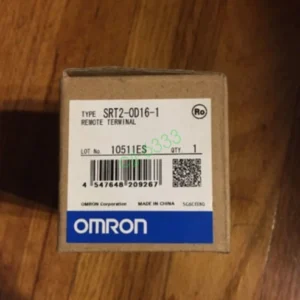 TYPE SRT2-OD16-1
REMOTE TERMINAL
Ro
LOT No. 10511ES QTY. 1
4 547648 209267
OMRON Corporation MADE IN CHINA
OMRON